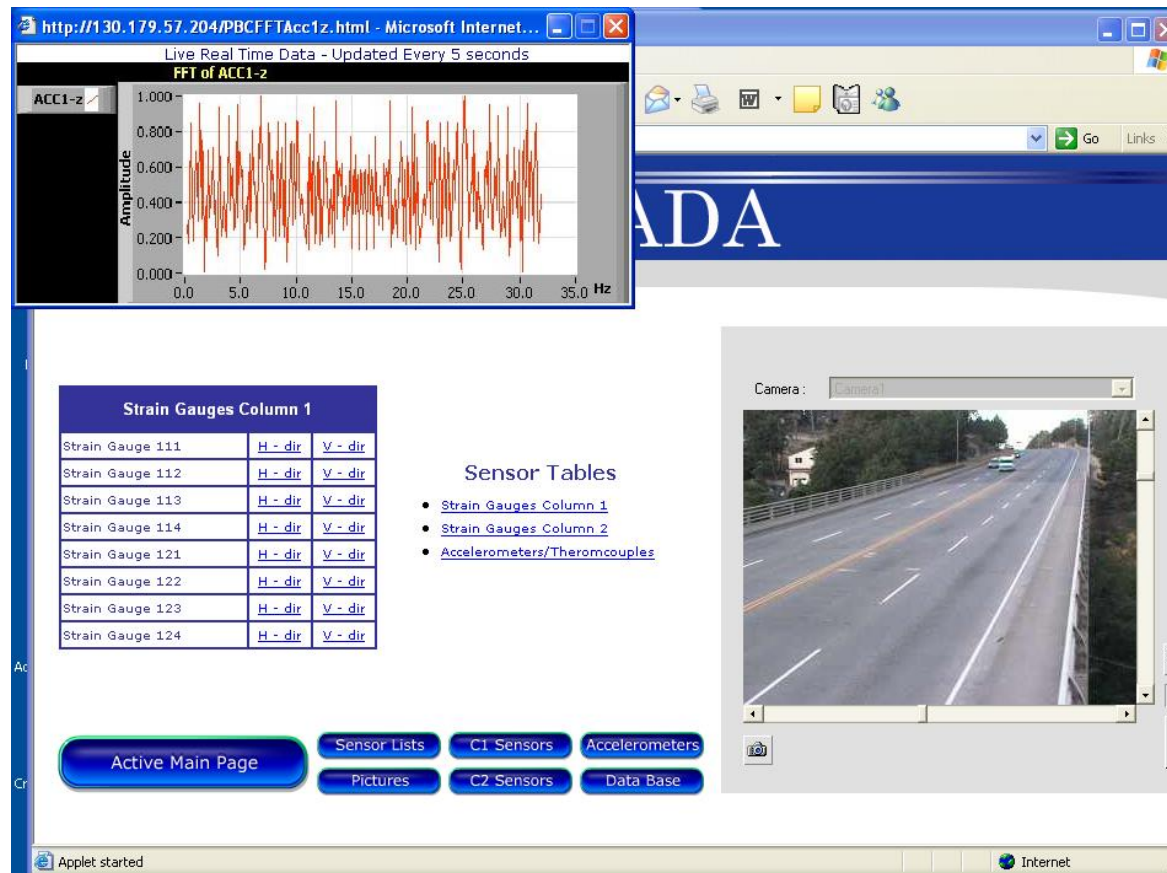 http://130.179.57.204/PBCFFTAcc1z.html - Microsoft Internet...
Live Real Time Data - Updated Every 5 seconds
FFT of ACC1-z
ACC1-z
Amplitude
1.000
0.800
0.600
0.400
0.200
0.000
0.0 5.0 10.0 15.0 20.0 25.0 30.0 35.0 Hz
Go Links
ADA
Camera : Camera1
Strain Gauges Column 1
Strain Gauge 111 H - dir V - dir
Strain Gauge 112 H - dir V - dir
Strain Gauge 113 H - dir V - dir
Strain Gauge 114 H - dir V - dir
Strain Gauge 121 H - dir V - dir
Strain Gauge 122 H - dir V - dir
Strain Gauge 123 H - dir V - dir
Strain Gauge 124 H - dir V - dir
Sensor Tables
Strain Gauges Column 1
Strain Gauges Column 2
Accelerometers/Theromcouples
Ac
Cr
Active Main Page
Sensor Lists C1 Sensors Accelerometers
Pictures C2 Sensors Data Base
Applet started Internet